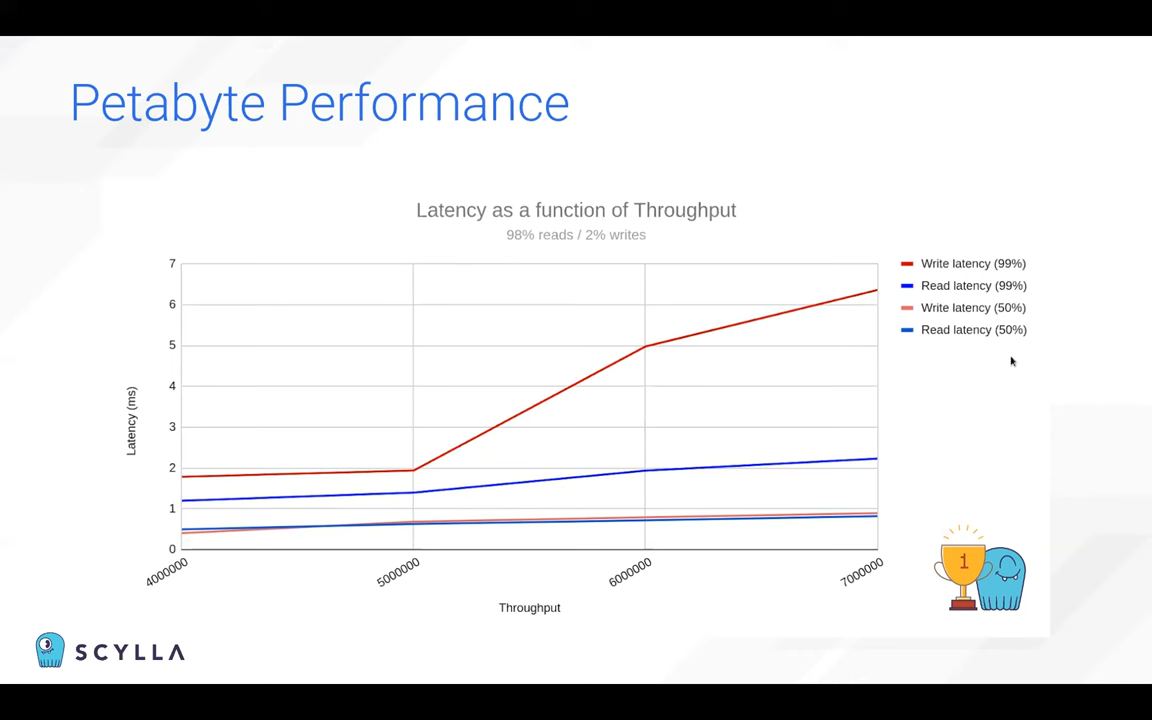 Petabyte Performance
Latency as a function of Throughput
98% reads / 2% writes
7
6
5
4
3
2
1
0
Latency (ms)
4000000
5000000
6000000
7000000
Throughput
Write latency (99%)
Read latency (99%)
Write latency (50%)
Read latency (50%)
1
SCYLLA